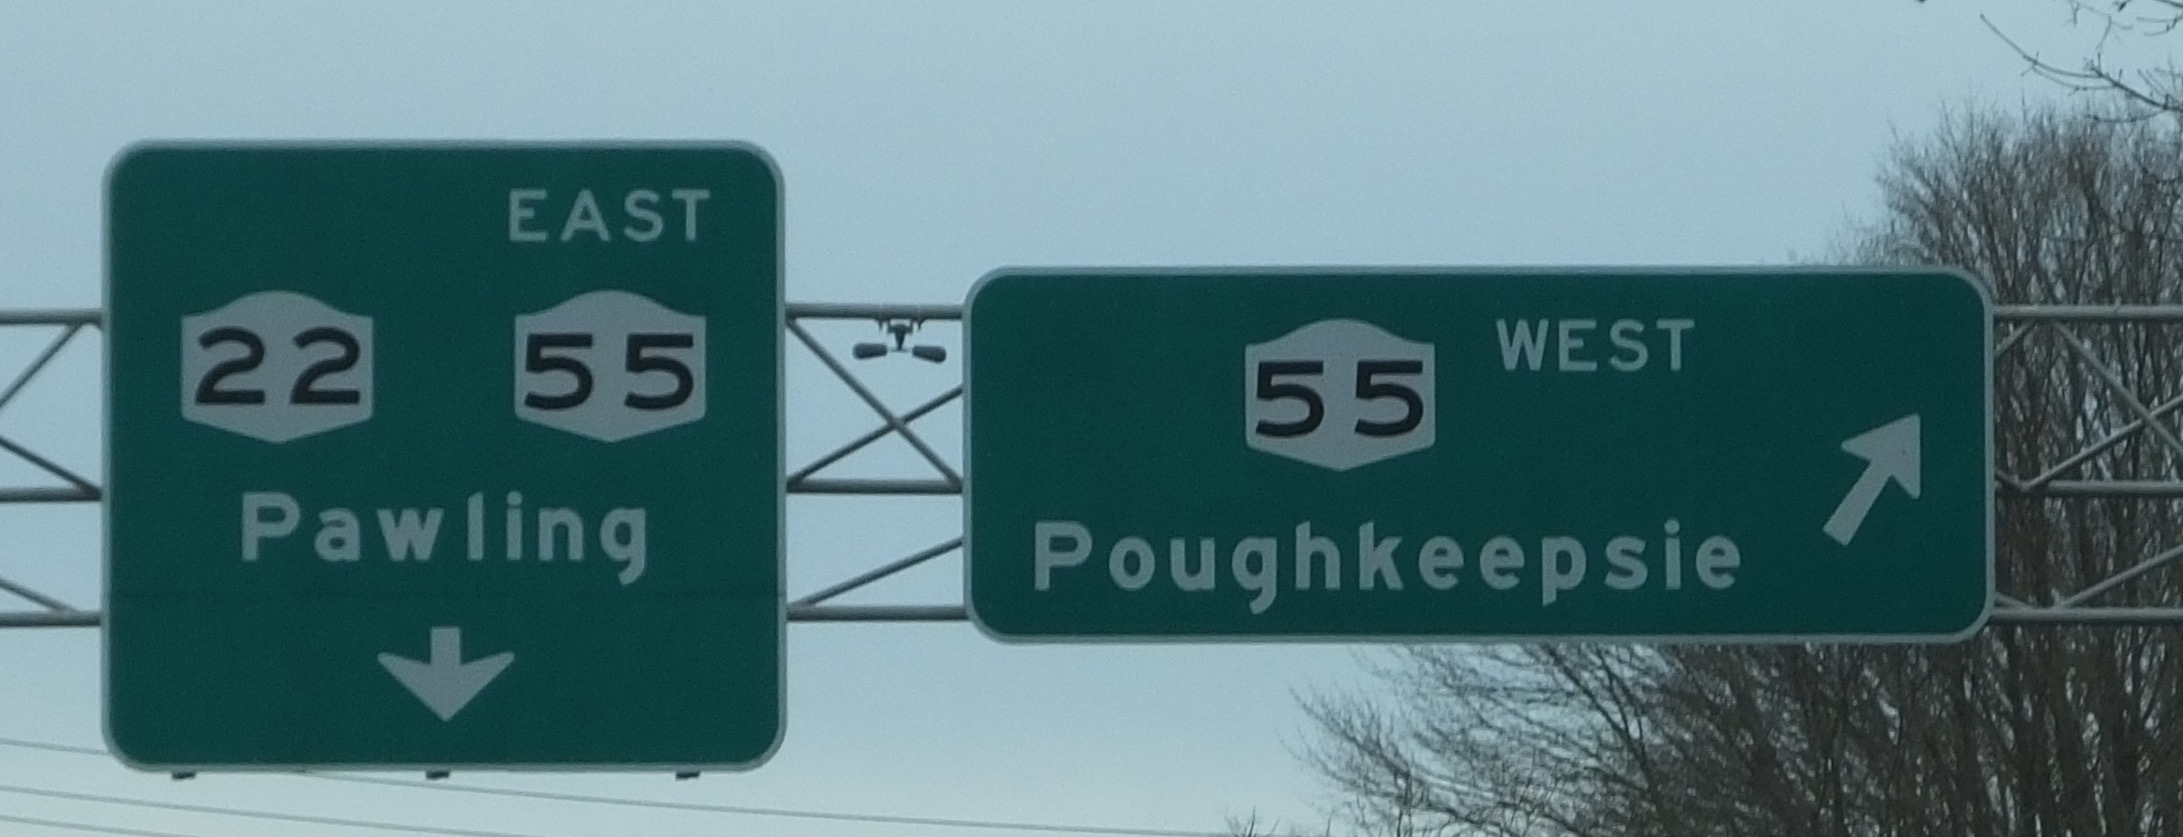 EAST
22 55
Pawling
55 WEST
Poughkeepsie